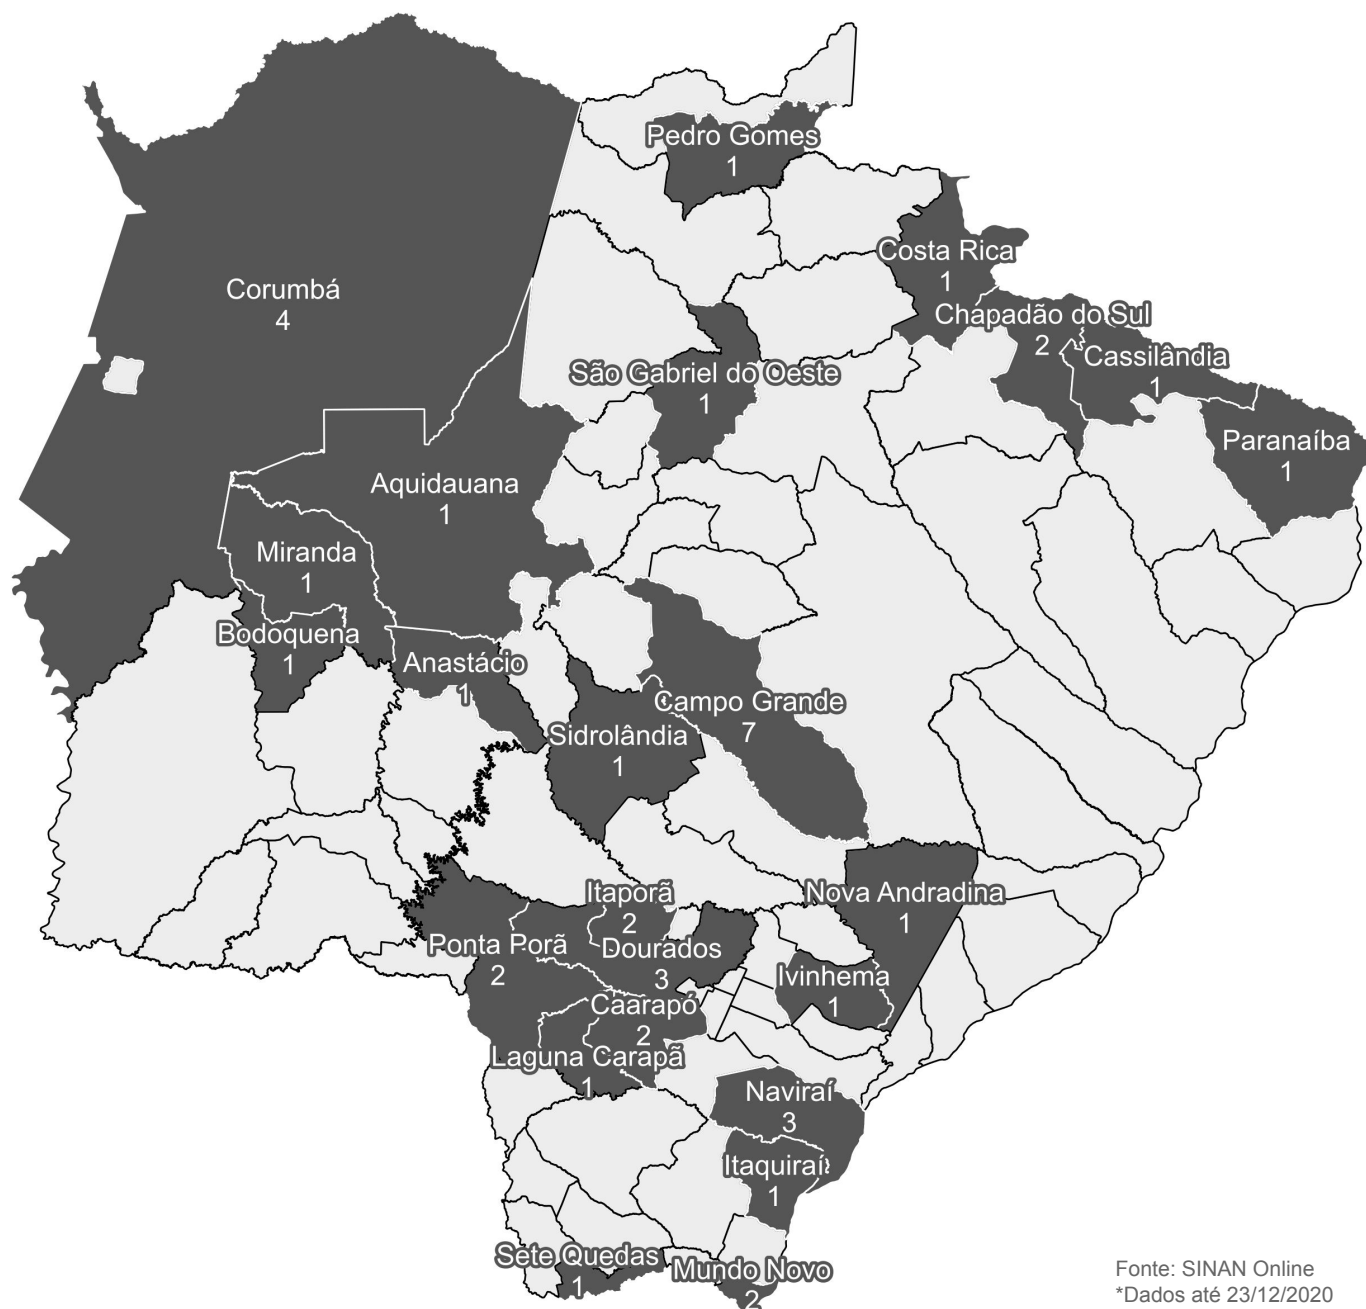 Pedro Gomes
1
Costa Rica
1
Corumbá
4
Chapadão do Sul
2
Cassilândia
1
São Gabriel do Oeste
1
Paranaíba
1
Aquidauana
1
Miranda
1
Bodoquena
1
Anastácio
1
Campo Grande
7
Sidrolândia
1
Itaporã
2
Nova Andradina
1
Ponta Porã
2
Dourados
3
Ivinhema
1
Caarapó
2
Laguna Carapã
1
Naviraí
3
Itaquiraí
1
Sete Quedas
1
Mundo Novo
2
Fonte: SINAN Online
*Dados até 23/12/2020